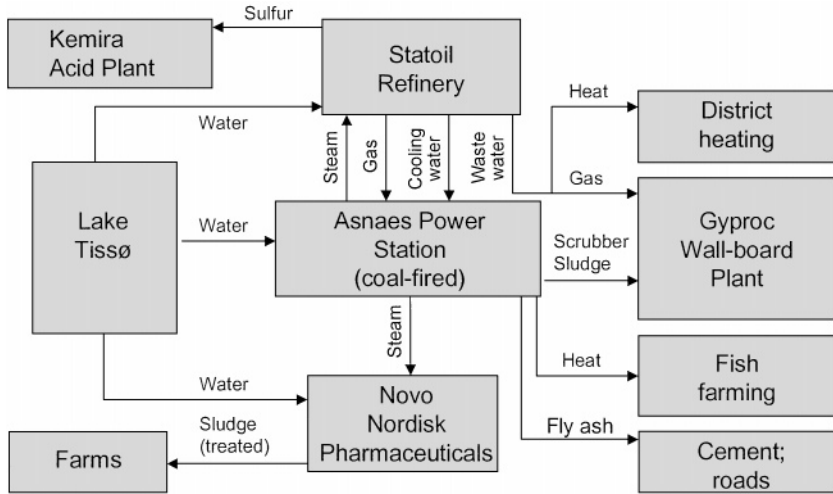 Sulfur
Kemira
Acid Plant
Statoil
Refinery
Heat
District
heating
Water
Steam
Gas
Cooling
water
Waste
water
Gas
Lake
Tissø
Water
Asnaes Power
Station
(coal-fired)
Scrubber
Sludge
Gyproc
Wall-board
Plant
Steam
Heat
Fish
farming
Water
Novo
Nordisk
Pharmaceuticals
Sludge
(treated)
Farms
Fly ash
Cement;
roads